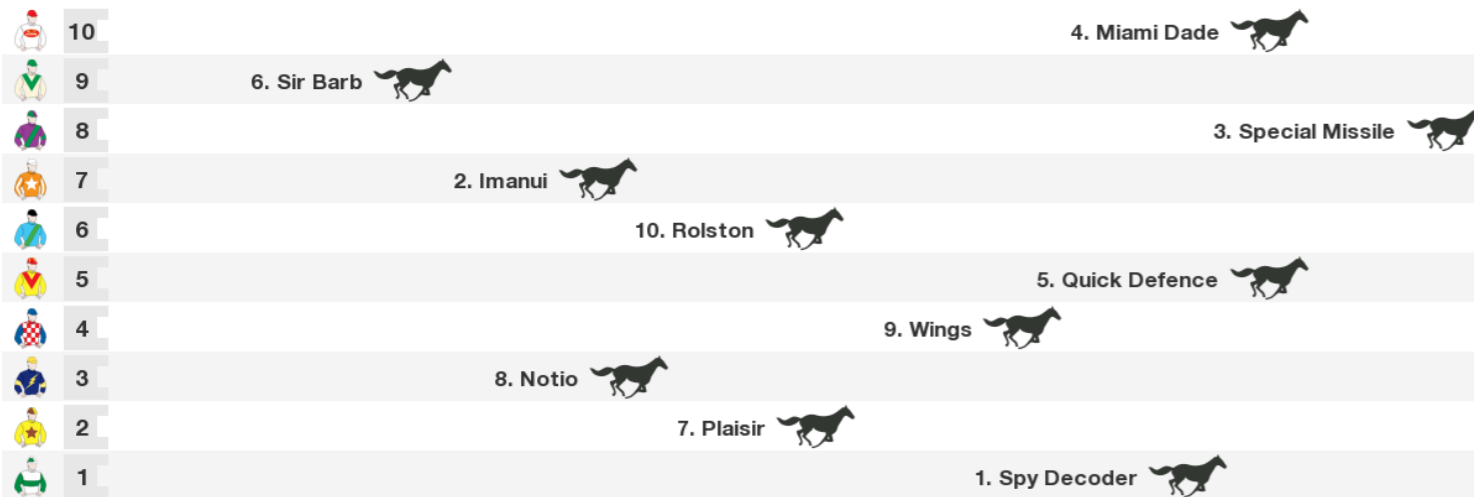 10 4. Miami Dade
9 6. Sir Barb
8 3. Special Missile
7 2. Imanui
6 10. Rolston
5 5. Quick Defence
4 9. Wings
3 8. Notio
2 7. Plaisir
1 1. Spy Decoder